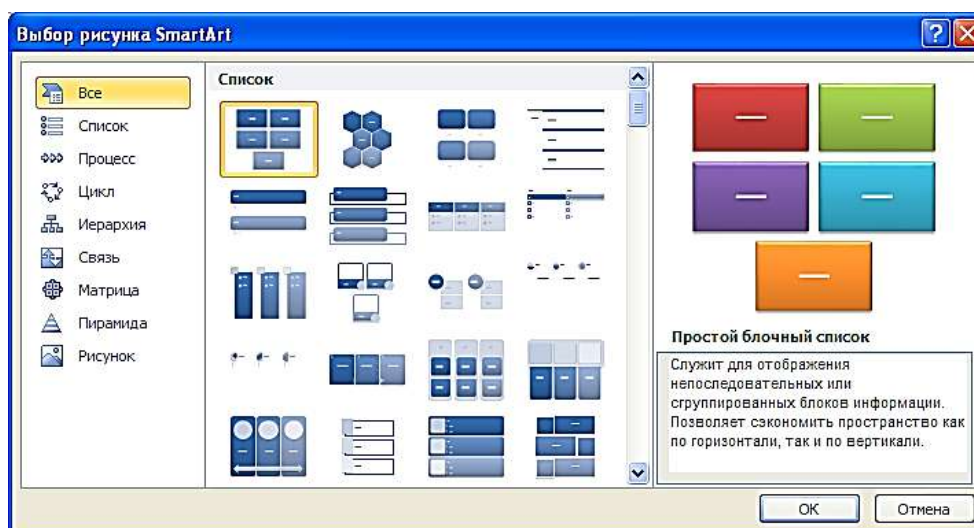 Выбор рисунка SmartArt
Все
Список
Процесс
Цикл
Иерархия
Связь
Матрица
Пирамида
Рисунок
Список
Простой блочный список
Служит для отображения
непоследовательных или
сгруппированных блоков информации.
Позволяет сэкономить пространство как
по горизонтали, так и по вертикали.
ОК
Отмена